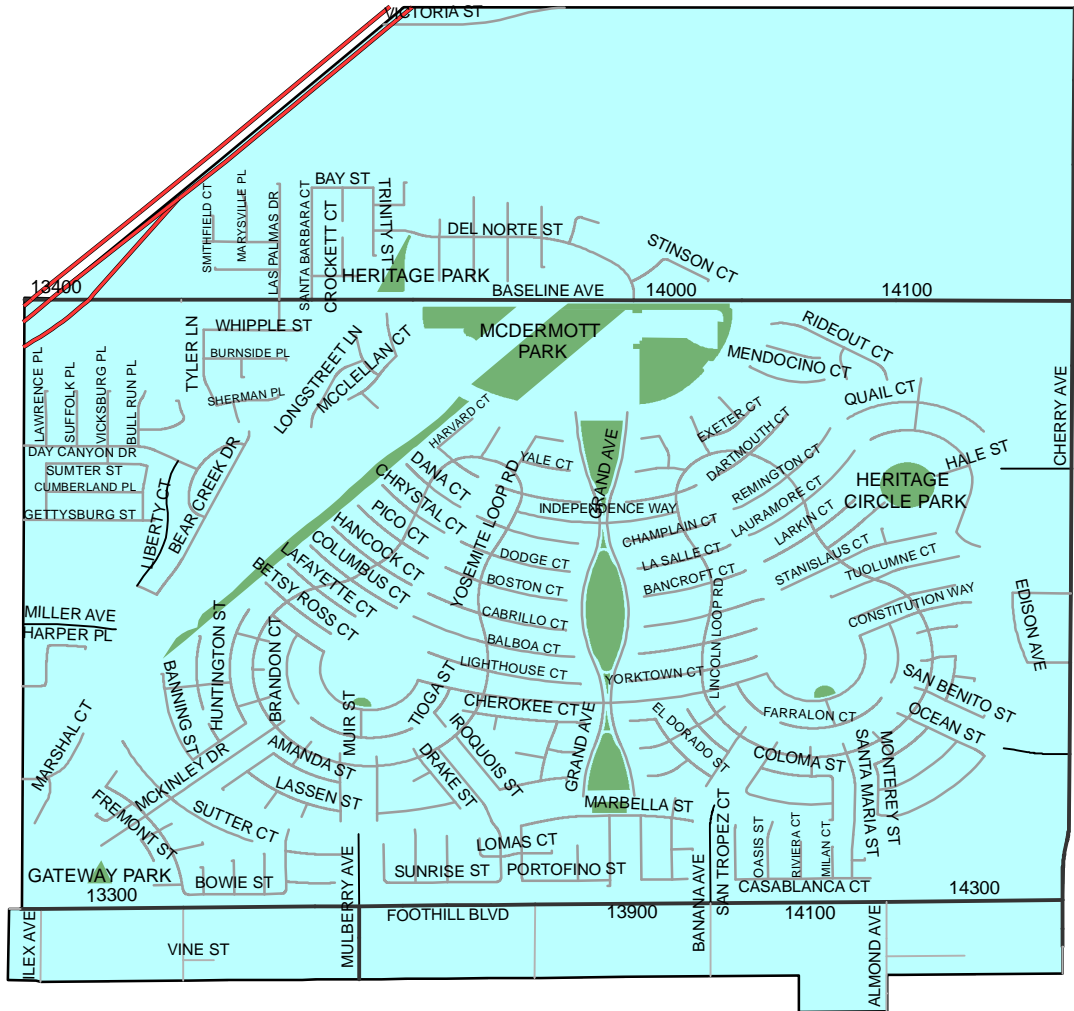 VICTORIA ST
SMITHFIELD CT
MARYSVILLE PL
LAS PALMAS DR
SANTA BARBARA CT
BAY ST
CROCKETT CT
TRINITY ST
DEL NORTE ST
STINSON CT
HERITAGE PARK
13400
BASELINE AVE
14000
14100
TYLER LN
WHIPPLE ST
BURNSIDE PL
SHERMAN PL
LONGSTREET LN
MCCLELLAN CT
MCDERMOTT
PARK
RIDEOUT CT
MENDOCINO CT
QUAIL CT
CHERRY AVE
LAWRENCE PL
SUFFOLK PL
VICKSBURG PL
BULL RUN PL
DAY CANYON DR
SUMTER ST
CUMBERLAND PL
GETTYSBURG ST
LIBERTY CT
BEAR CREEK DR
HARVARD CT
DANA CT
CHRYSTAL CT
PICO CT
HANCOCK CT
COLUMBUS CT
LAFAYETTE CT
BETSY ROSS CT
YOSEMITE LOOP RD
YALE CT
GRAND AVE
INDEPENDENCE WAY
EXETER CT
DARTMOUTH CT
REMINGTON CT
LAURAMORE CT
LARKIN CT
HALE ST
HERITAGE
CIRCLE PARK
CHAMPLAIN CT
LA SALLE CT
BANCROFT CT
DODGE CT
BOSTON CT
CABRILLO CT
BALBOA CT
LIGHTHOUSE CT
YORKTOWN CT
LINCOLN LOOP RD
STANISLAUS CT
TUOLUMNE CT
CONSTITUTION WAY
EDISON AVE
MILLER AVE
HARPER PL
BANNING ST
HUNTINGTON ST
BRANDON CT
MUIR ST
TIOGA ST
CHEROKEE CT
IROQUOIS ST
DRAKE ST
GRAND AVE
EL DORADO ST
FARRALON CT
SAN BENITO ST
OCEAN ST
MONTEREY ST
SANTA MARIA ST
COLOMA ST
MARSHAL CT
MCKINLEY DR
AMANDA ST
LASSEN ST
SUTTER CT
FREMONT ST
MARBELLA ST
SAN TROPEZ CT
OASIS ST
RIVIERA CT
MILAN CT
CASABLANCA CT
LOMAS CT
SUNRISE ST
PORTOFINO ST
GATEWAY PARK
13300
BOWIE ST
MULBERRY AVE
FOOTHILL BLVD
13900
BANANA AVE
14100
14300
ILEX AVE
VINE ST
ALMOND AVE